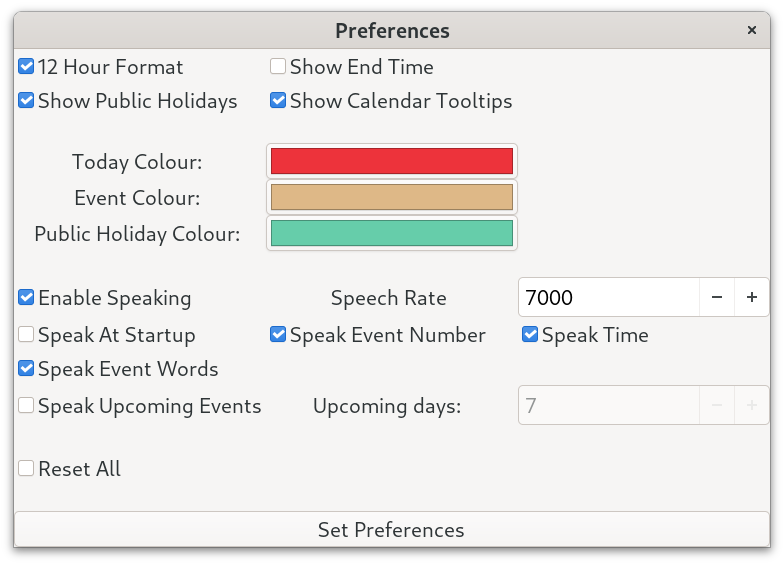 Preferences
12 Hour Format Show End Time
Show Public Holidays Show Calendar Tooltips
Today Colour:
Event Colour:
Public Holiday Colour:
Enable Speaking Speech Rate 7000 − +
Speak At Startup Speak Event Number Speak Time
Speak Event Words
Speak Upcoming Events Upcoming days: 7 − +
Reset All
Set Preferences